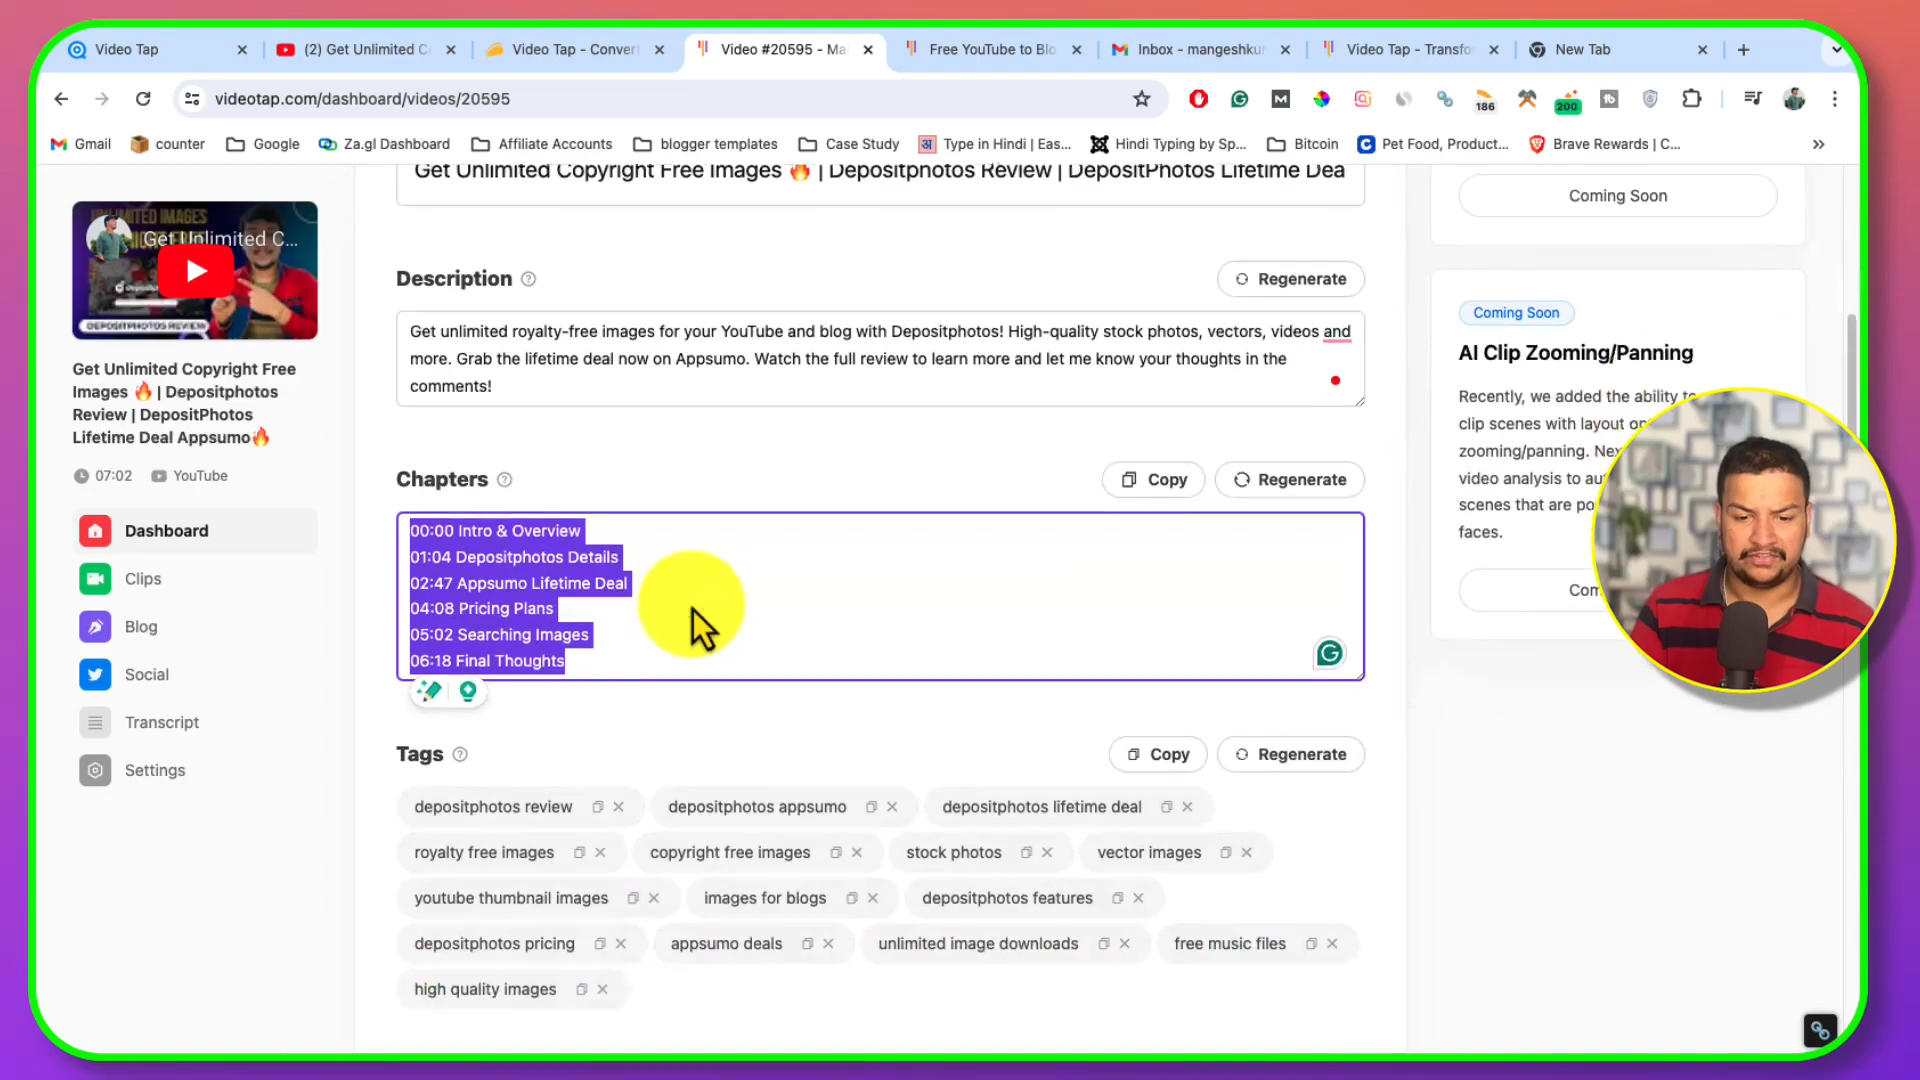 Video Tap
(2) Get Unlimited C
Video Tap - Convert
Video #20595 - Ma
Free YouTube to Blo
Inbox - mangeshkur
Video Tap - Transfo
New Tab
videotap.com/dashboard/videos/20595
186
200
Gmail
counter
Google
Za.gl Dashboard
Affiliate Accounts
blogger templates
Case Study
Type in Hindi | Eas...
Hindi Typing by Sp...
Bitcoin
Pet Food, Product...
Brave Rewards | C...
UNLIMITED IMAGES
Get Unlimited C...
DEPOSITPHOTOS REVIEW
Get Unlimited Copyright Free Images 🔥 | Depositphotos Review | DepositPhotos Lifetime Deal Appsumo🔥
07:02
YouTube
Dashboard
Clips
Blog
Social
Transcript
Settings
Get Unlimited Copyright Free Images 🔥 | Depositphotos Review | DepositPhotos Lifetime Dea
Description
Regenerate
Get unlimited royalty-free images for your YouTube and blog with Depositphotos! High-quality stock photos, vectors, videos and
more. Grab the lifetime deal now on Appsumo. Watch the full review to learn more and let me know your thoughts in the
comments!
Chapters
Copy
Regenerate
00:00 Intro & Overview
01:04 Depositphotos Details
02:47 Appsumo Lifetime Deal
04:08 Pricing Plans
05:02 Searching Images
06:18 Final Thoughts
Tags
Copy
Regenerate
depositphotos review
depositphotos appsumo
depositphotos lifetime deal
royalty free images
copyright free images
stock photos
vector images
youtube thumbnail images
images for blogs
depositphotos features
depositphotos pricing
appsumo deals
unlimited image downloads
free music files
high quality images
Coming Soon
Coming Soon
AI Clip Zooming/Panning
Recently, we added the ability to
clip scenes with layout
zooming/panning.
video analysis to
scenes that are
faces.